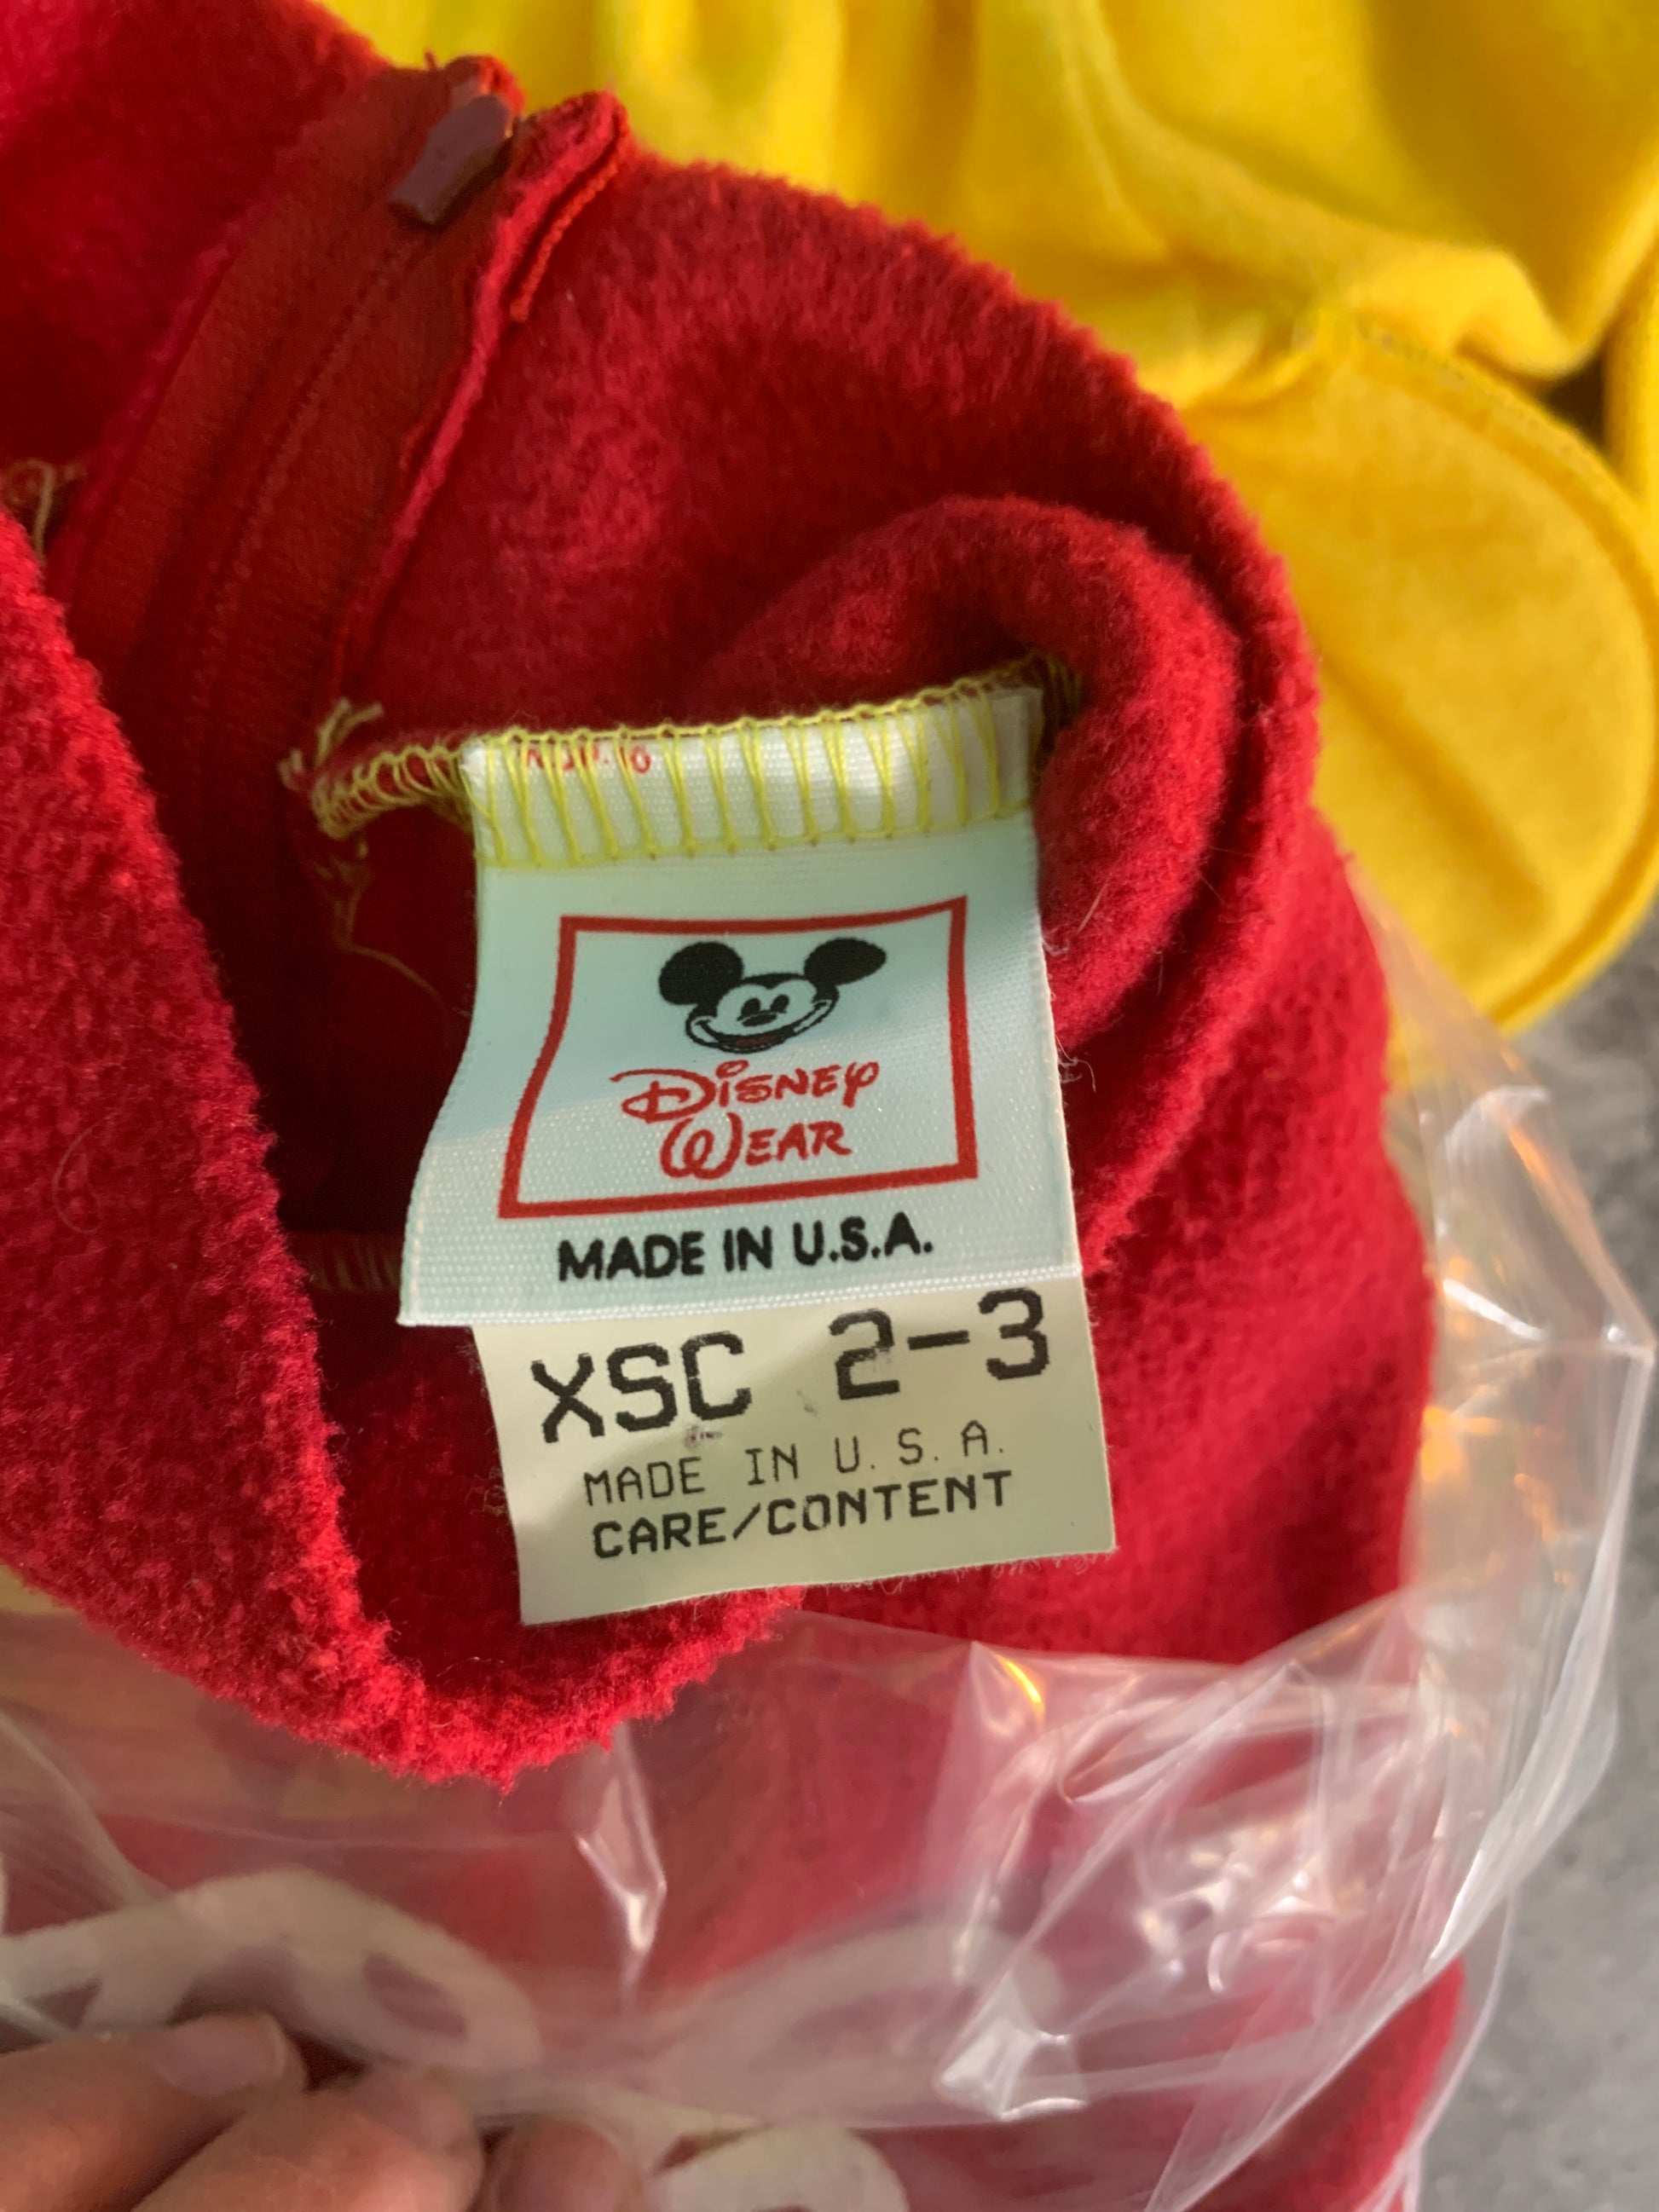 DISNEY
WEAR
MADE IN U.S.A.
XSC 2-3
MADE IN U.S.A.
CARE/CONTENT